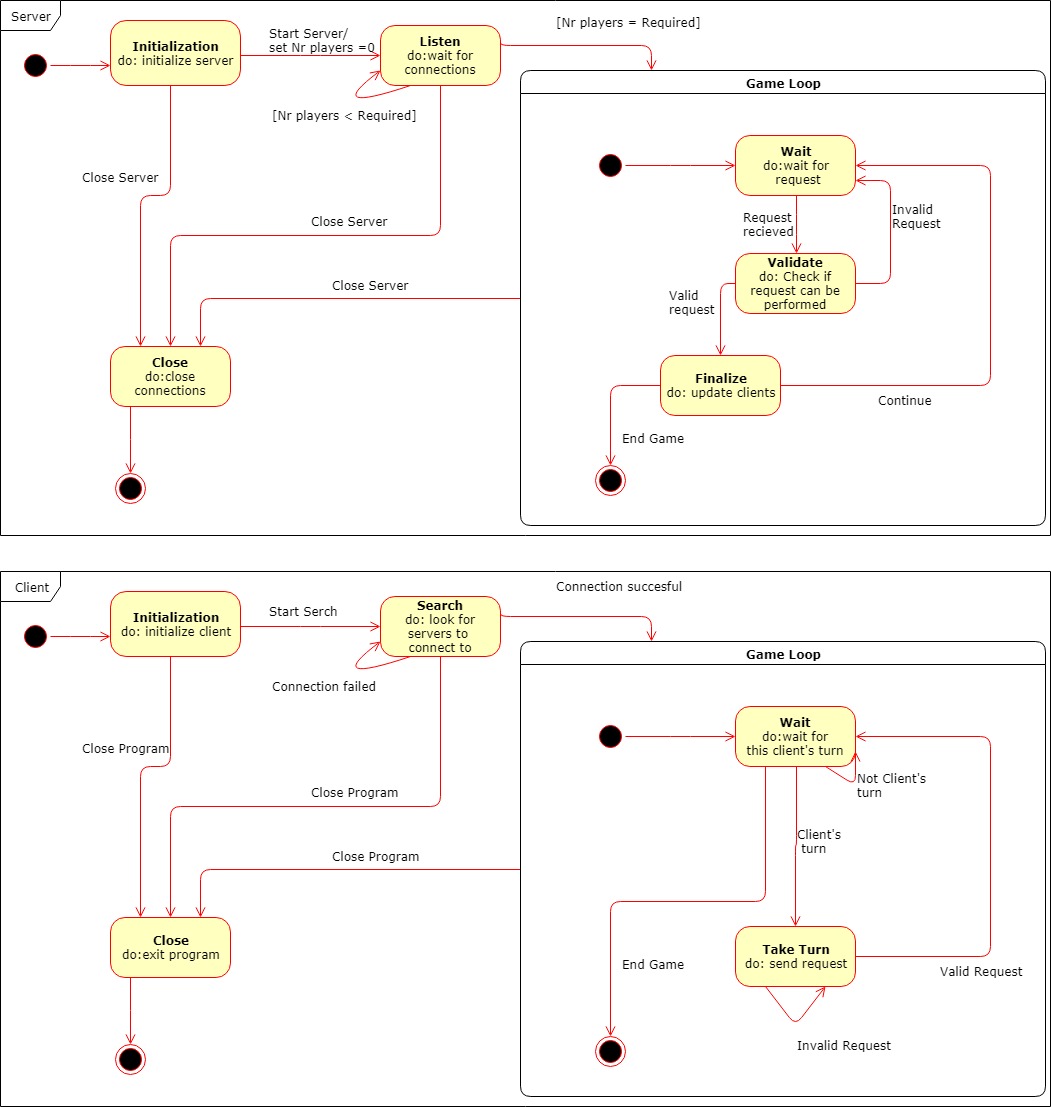 Server
Initialization
do: initialize server
Start Server/
set Nr players =0
Listen
do:wait for
connections
[Nr players = Required]
[Nr players < Required]
Game Loop
Wait
do:wait for
request
Request
recieved
Invalid
Request
Validate
do: Check if
request can be
performed
Valid
request
Finalize
do: update clients
Continue
End Game
Close Server
Close Server
Close Server
Close
do:close
connections
Client
Initialization
do: initialize client
Start Serch
Search
do: look for
servers to
connect to
Connection succesful
Connection failed
Game Loop
Wait
do:wait for
this client's turn
Not Client's
turn
Client's
turn
Take Turn
do: send request
Valid Request
Invalid Request
End Game
Close Program
Close Program
Close Program
Close
do:exit program